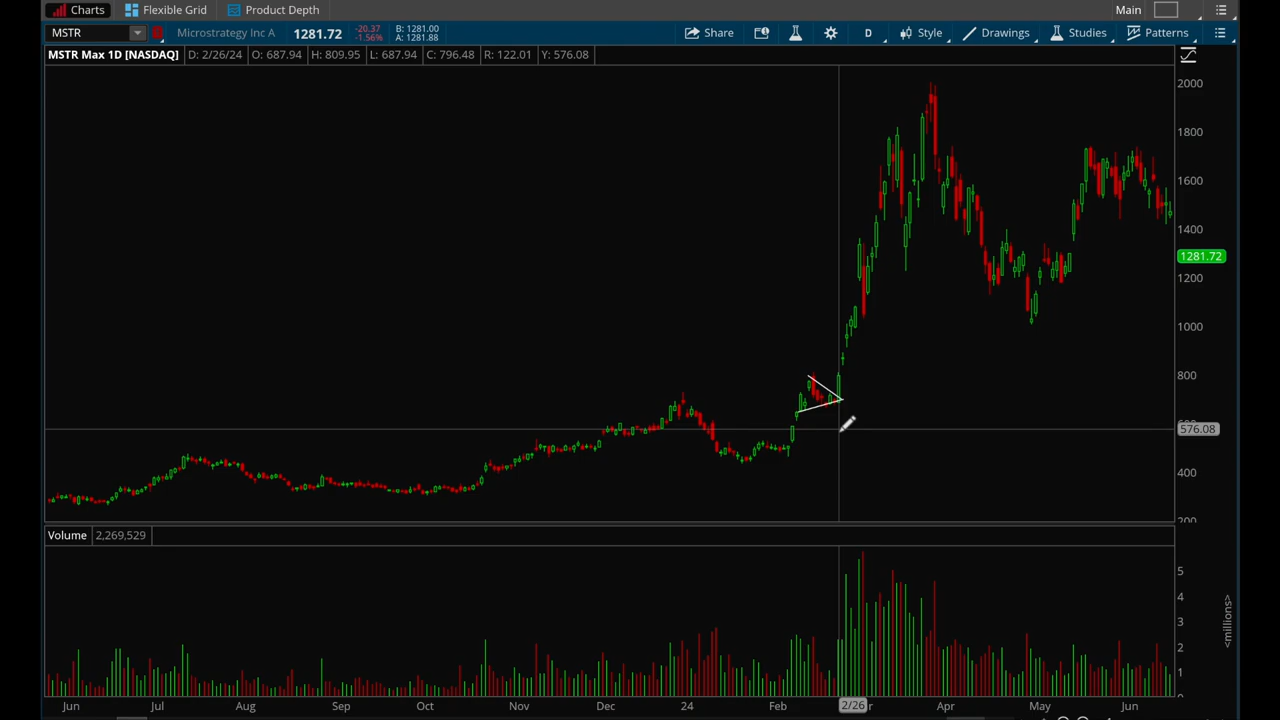 Charts Flexible Grid Product Depth Main
MSTR Microstrategy Inc A 1281.72 -20.37 -1.56% B: 1281.00 A: 1281.88 Share D Style Drawings Studies Patterns
MSTR Max 1D [NASDAQ] D: 2/26/24 O: 687.94 H: 809.95 L: 687.94 C: 796.48 R: 122.01 Y: 576.08
2000
1800
1600
1400
1281.72
1200
1000
800
576.08
400
200
Volume 2,269,529
5
4
3
2
1
0
<millions>
Jun Jul Aug Sep Oct Nov Dec 24 Feb 2/26 r Apr May Jun